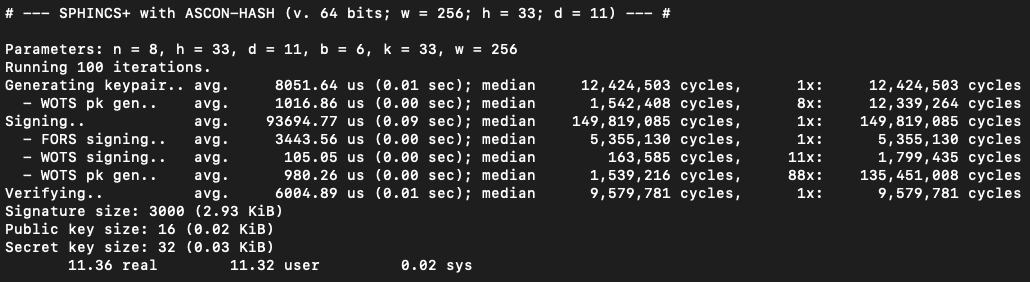 # --- SPHINCS+ with ASCON-HASH (v. 64 bits; w = 256; h = 33; d = 11) --- #
Parameters: n = 8, h = 33, d = 11, b = 6, k = 33, w = 256
Running 100 iterations.
Generating keypair.. avg. 8051.64 us (0.01 sec); median 12,424,503 cycles, 1x: 12,424,503 cycles
- WOTS pk gen.. avg. 1016.86 us (0.00 sec); median 1,542,408 cycles, 8x: 12,339,264 cycles
Signing.. avg. 93694.77 us (0.09 sec); median 149,819,085 cycles, 1x: 149,819,085 cycles
- FORS signing.. avg. 3443.56 us (0.00 sec); median 5,355,130 cycles, 1x: 5,355,130 cycles
- WOTS signing.. avg. 105.05 us (0.00 sec); median 163,585 cycles, 11x: 1,799,435 cycles
- WOTS pk gen.. avg. 980.26 us (0.00 sec); median 1,539,216 cycles, 88x: 135,451,008 cycles
Verifying.. avg. 6004.89 us (0.01 sec); median 9,579,781 cycles, 1x: 9,579,781 cycles
Signature size: 3000 (2.93 KiB)
Public key size: 16 (0.02 KiB)
Secret key size: 32 (0.03 KiB)
11.36 real 11.32 user 0.02 sys